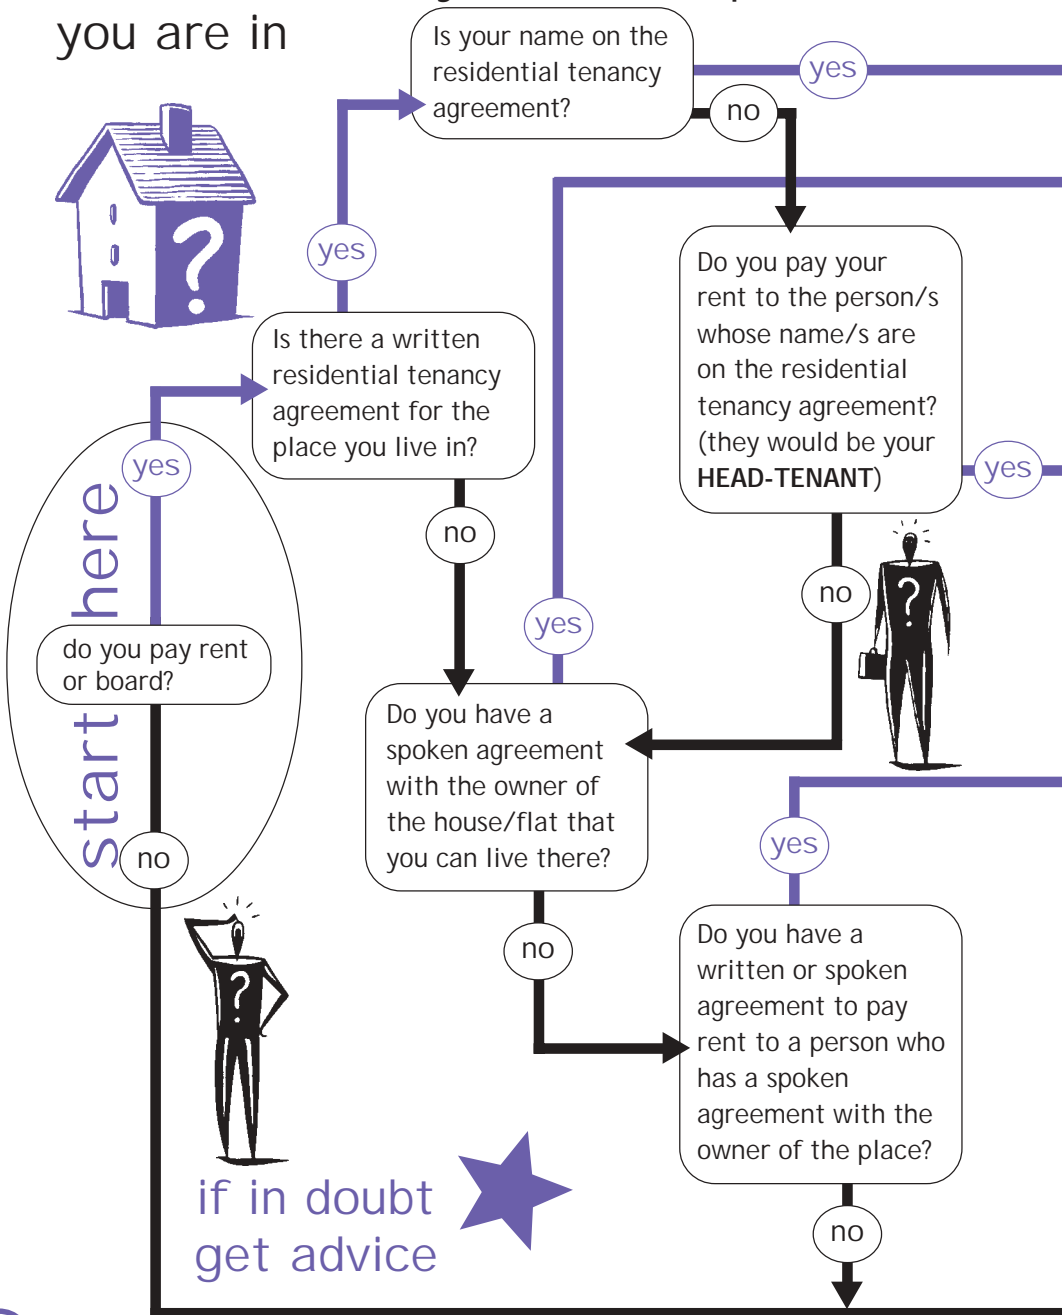 you are in
Is your name on the
residential tenancy
agreement?
yes
no
yes
Do you pay your
rent to the person/s
whose name/s are
on the residential
tenancy agreement?
(they would be your
HEAD-TENANT)
yes
no
Is there a written
residential tenancy
agreement for the
place you live in?
no
yes
start here
do you pay rent
or board?
no
yes
Do you have a
spoken agreement
with the owner of
the house/flat that
you can live there?
no
yes
Do you have a
written or spoken
agreement to pay
rent to a person who
has a spoken
agreement with the
owner of the place?
no
?
?
?
if in doubt
get advice